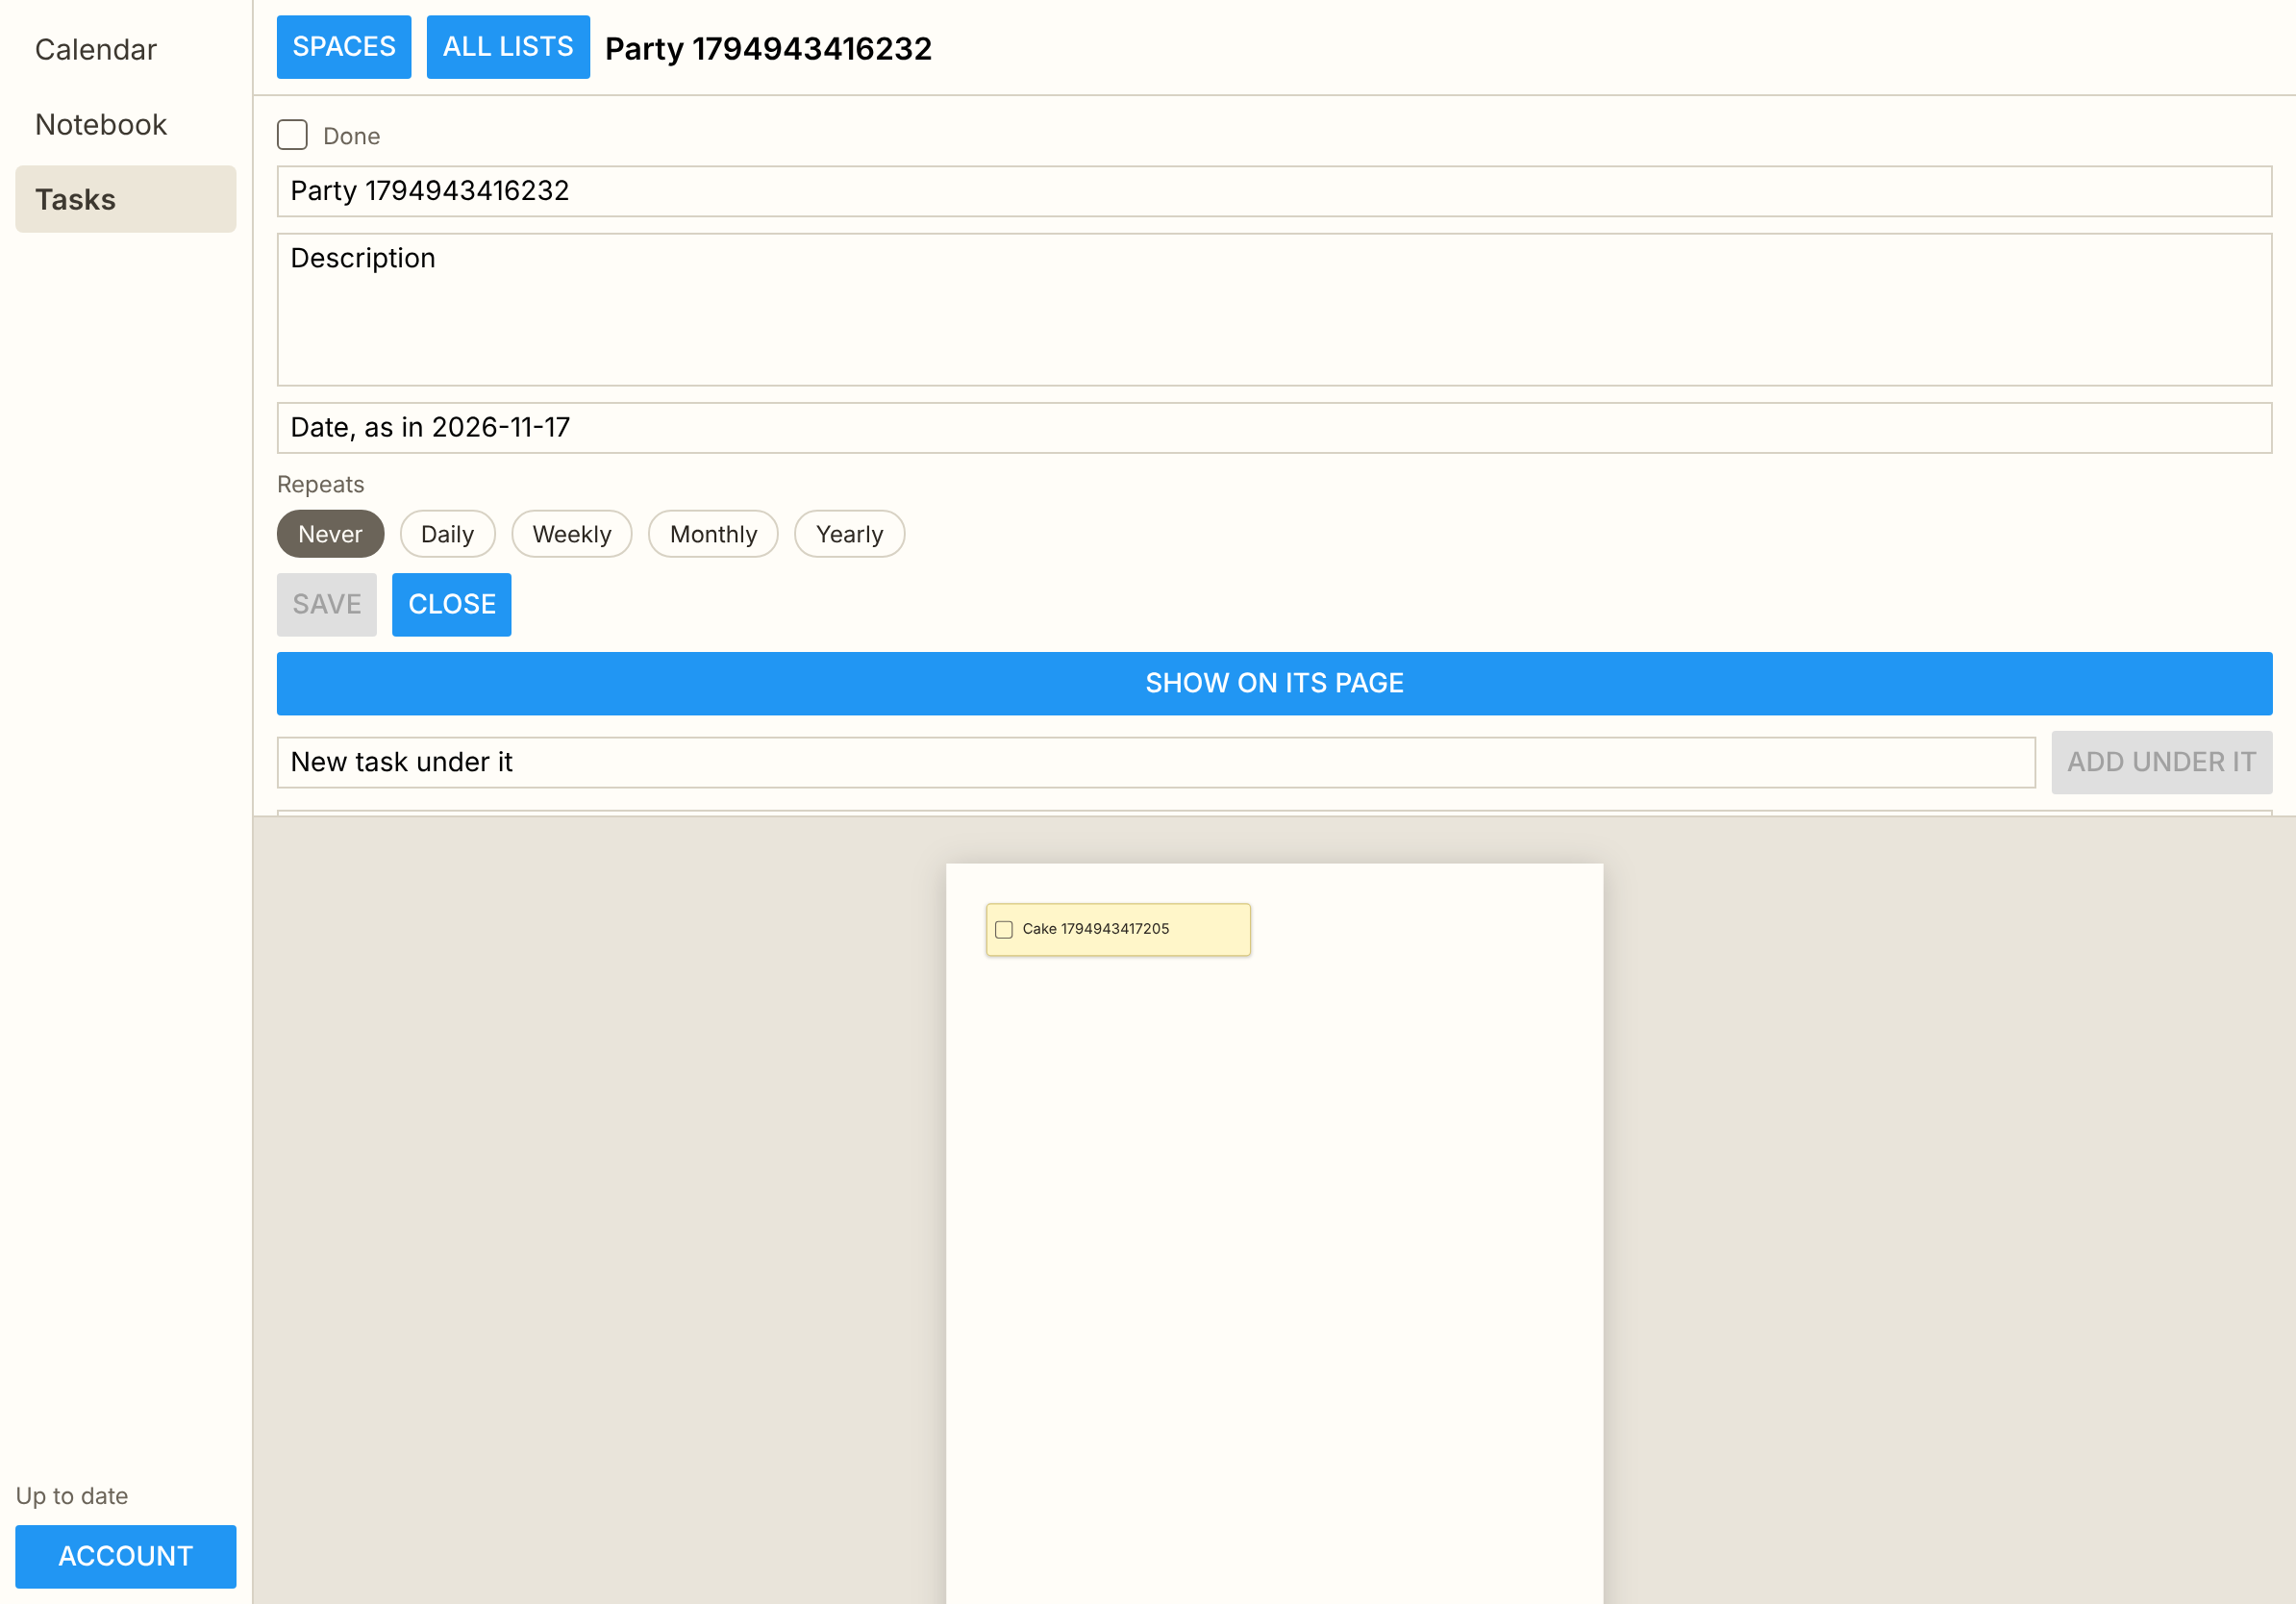 Calendar
Notebook
Tasks
Up to date
ACCOUNT
SPACES ALL LISTS Party 1794943416232
Done
Party 1794943416232
Description
Date, as in 2026-11-17
Repeats
Never Daily Weekly Monthly Yearly
SAVE CLOSE
SHOW ON ITS PAGE
New task under it ADD UNDER IT
Cake 1794943417205